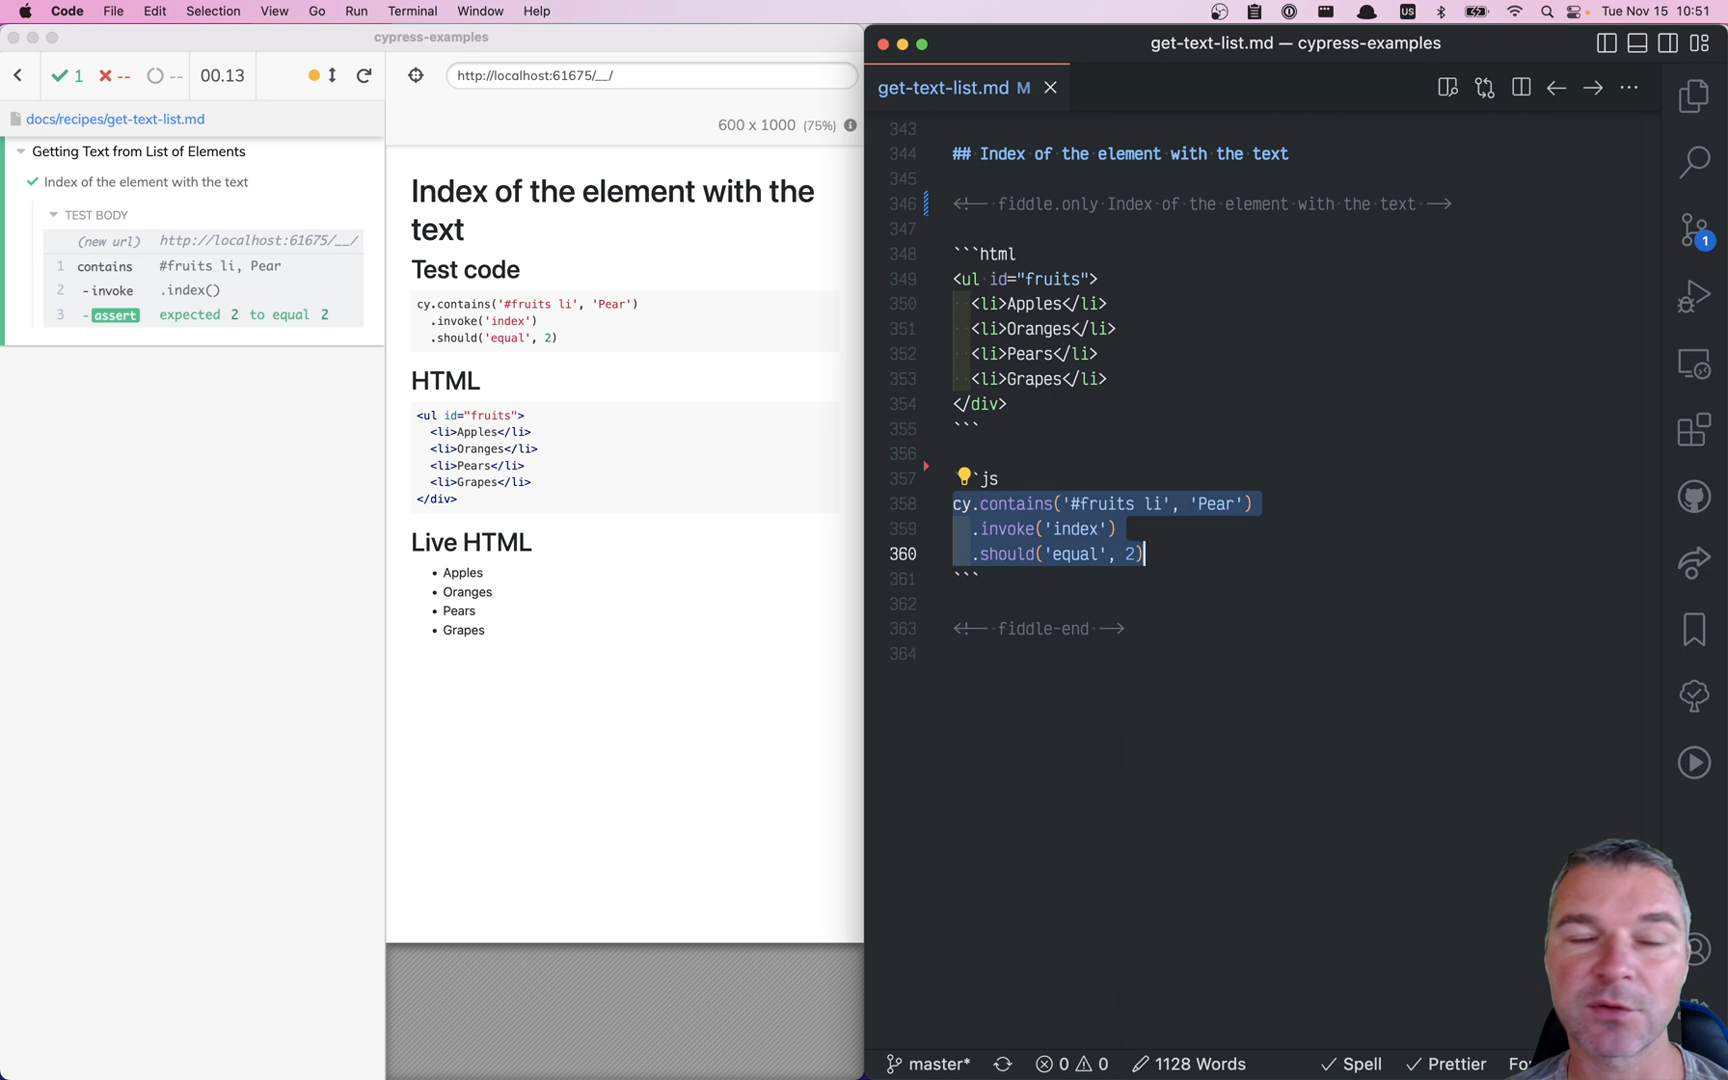 Code File Edit Selection View Go Run Terminal Window Help
US Tue Nov 15 10:51
cypress-examples
1 -- -- 00.13
http://localhost:61675/__/
600 x 1000 (75%)
docs/recipes/get-text-list.md
Getting Text from List of Elements
Index of the element with the text
TEST BODY
(new url) http://localhost:61675/__/
1 contains #fruits li, Pear
2 -invoke .index()
3 -assert expected 2 to equal 2
Index of the element with the
text
Test code
cy.contains('#fruits li', 'Pear')
.invoke('index')
.should('equal', 2)
HTML
<ul id="fruits">
<li>Apples</li>
<li>Oranges</li>
<li>Pears</li>
<li>Grapes</li>
</div>
Live HTML
• Apples
• Oranges
• Pears
• Grapes
get-text-list.md — cypress-examples
get-text-list.md M
343
344 ## Index of the element with the text
345
346 <!-- fiddle.only Index of the element with the text -->
347
348 ```html
349 <ul id="fruits">
350 <li>Apples</li>
351 <li>Oranges</li>
352 <li>Pears</li>
353 <li>Grapes</li>
354 </div>
355 ```
356
357 `js
358 cy.contains('#fruits li', 'Pear')
359 .invoke('index')
360 .should('equal', 2)
361 ```
362
363 <!-- fiddle-end -->
364
1
master* 0 0 1128 Words Spell Prettier Fo